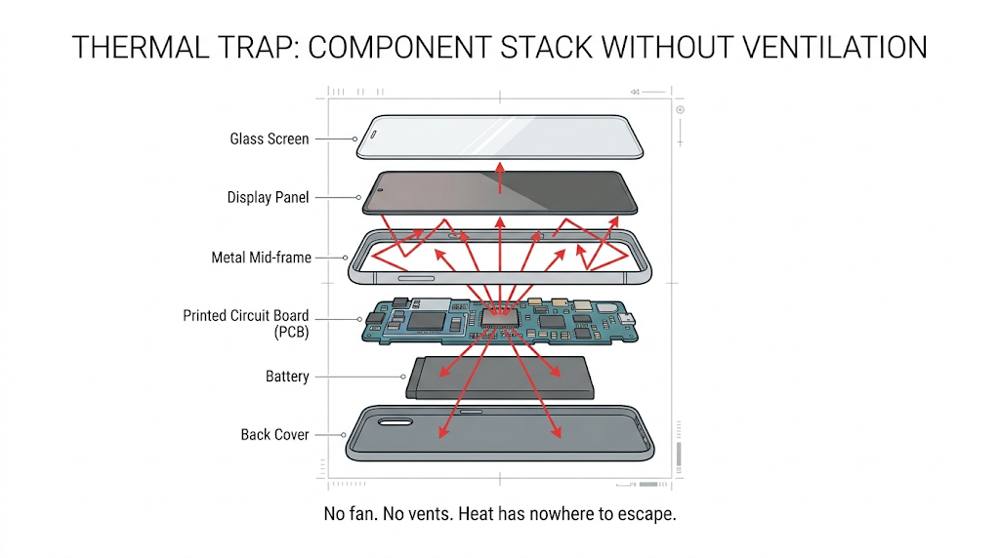 THERMAL TRAP: COMPONENT STACK WITHOUT VENTILATION
Glass Screen
Display Panel
Metal Mid-frame
Printed Circuit Board
(PCB)
Battery
Back Cover
No fan. No vents. Heat has nowhere to escape.